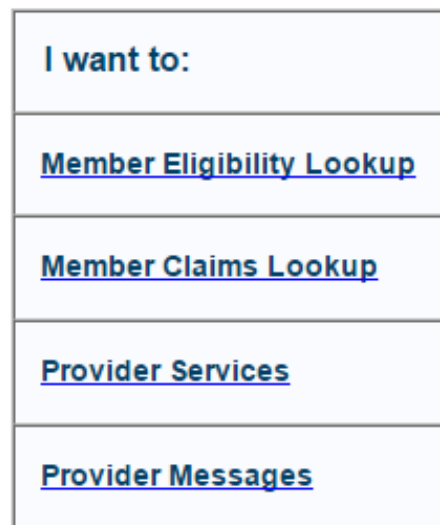 I want to:
Member Eligibility Lookup
Member Claims Lookup
Provider Services
Provider Messages